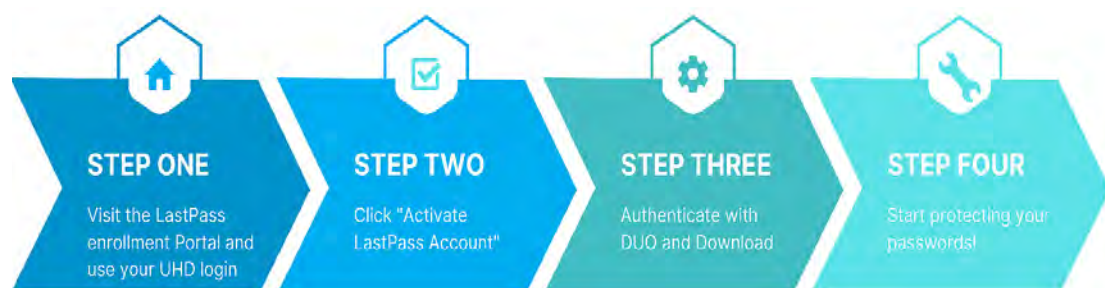 STEP ONE
Visit the LastPass
enrollment Portal and
use your UHD login
STEP TWO
Click "Activate
LastPass Account"
STEP THREE
Authenticate with
DUO and Download
STEP FOUR
Start protecting your
passwords!